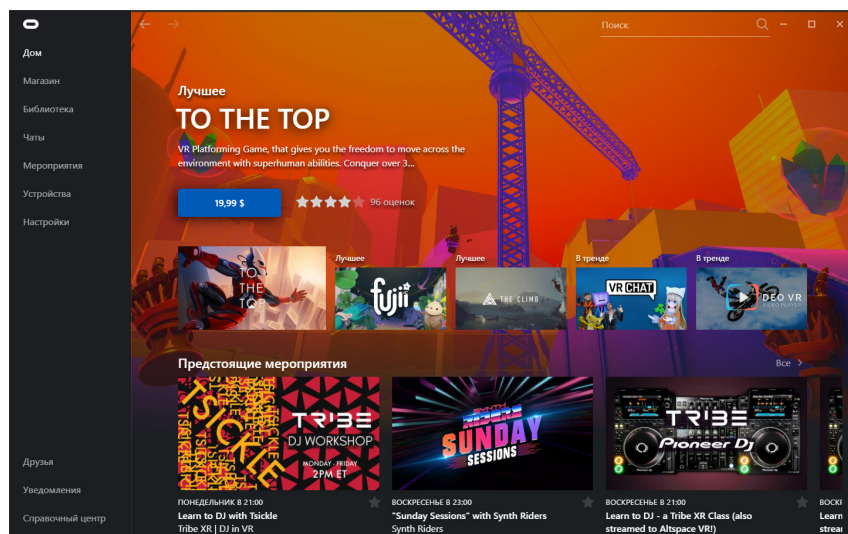 Поиск
Дом
Магазин
Библиотека
Чаты
Мероприятия
Устройства
Настройки
Друзья
Уведомления
Справочный центр
Лучшее
TO THE TOP
VR Platforming Game, that gives you the freedom to move across the
environment with superhuman abilities. Conquer over 3...
19,99 $
96 оценок
TO
THE
TOP
Лучшее
fujii
Лучшее
THE CLIMB
В тренде
VRCHAT
В тренде
DEO VR
VIDEO PLAYER
Предстоящие мероприятия
Все
TSICKLE
TRIBE
DJ WORKSHOP
MONDAY - FRIDAY
2PM ET
ПОНЕДЕЛЬНИК В 21:00
Learn to DJ with Tsickle
Tribe XR | DJ in VR
SYNTH
RIDERS
SUNDAY
SESSIONS
ВОСКРЕСЕНЬЕ В 23:00
"Sunday Sessions" with Synth Riders
Synth Riders
TRIBE
Pioneer Dj
ВОСКРЕСЕНЬЕ В 21:00
Learn to DJ - a Tribe XR Class (also
streamed to Altspace VR!)